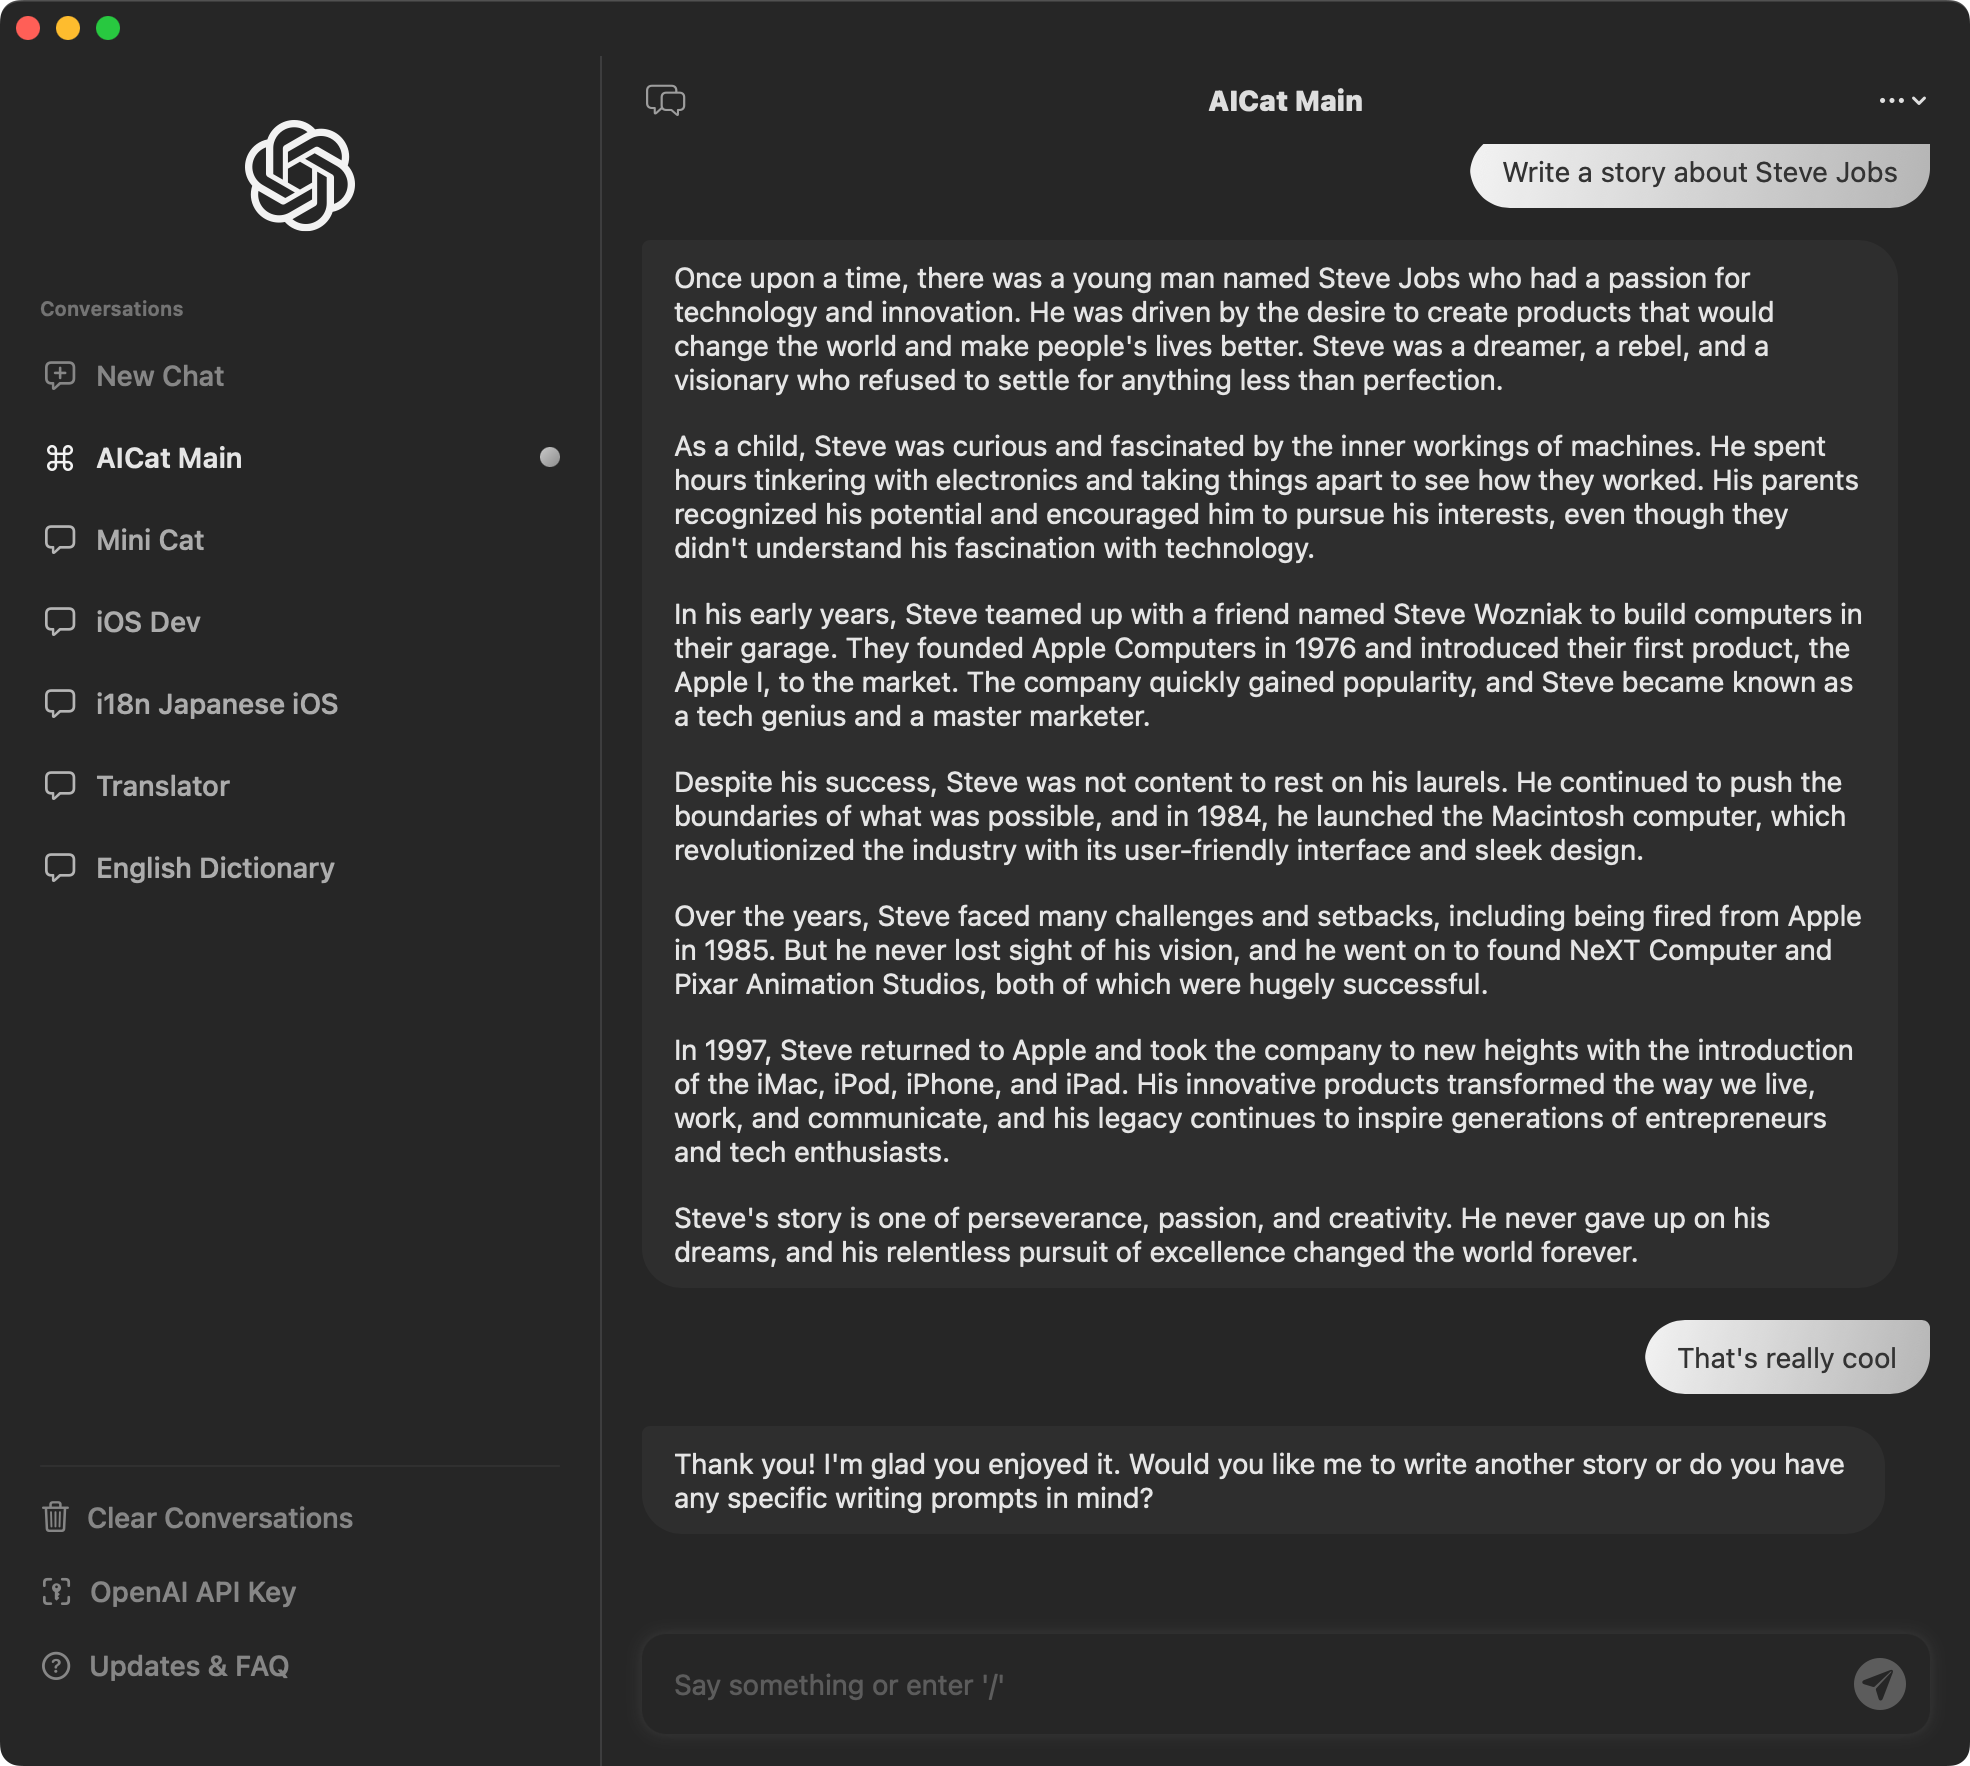 Conversations
New Chat
AICat Main
Mini Cat
iOS Dev
i18n Japanese iOS
Translator
English Dictionary
Clear Conversations
OpenAI API Key
Updates & FAQ
AICat Main
Write a story about Steve Jobs
Once upon a time, there was a young man named Steve Jobs who had a passion for
technology and innovation. He was driven by the desire to create products that would
change the world and make people's lives better. Steve was a dreamer, a rebel, and a
visionary who refused to settle for anything less than perfection.
As a child, Steve was curious and fascinated by the inner workings of machines. He spent
hours tinkering with electronics and taking things apart to see how they worked. His parents
recognized his potential and encouraged him to pursue his interests, even though they
didn't understand his fascination with technology.
In his early years, Steve teamed up with a friend named Steve Wozniak to build computers in
their garage. They founded Apple Computers in 1976 and introduced their first product, the
Apple I, to the market. The company quickly gained popularity, and Steve became known as
a tech genius and a master marketer.
Despite his success, Steve was not content to rest on his laurels. He continued to push the
boundaries of what was possible, and in 1984, he launched the Macintosh computer, which
revolutionized the industry with its user-friendly interface and sleek design.
Over the years, Steve faced many challenges and setbacks, including being fired from Apple
in 1985. But he never lost sight of his vision, and he went on to found NeXT Computer and
Pixar Animation Studios, both of which were hugely successful.
In 1997, Steve returned to Apple and took the company to new heights with the introduction
of the iMac, iPod, iPhone, and iPad. His innovative products transformed the way we live,
work, and communicate, and his legacy continues to inspire generations of entrepreneurs
and tech enthusiasts.
Steve's story is one of perseverance, passion, and creativity. He never gave up on his
dreams, and his relentless pursuit of excellence changed the world forever.
That's really cool
Thank you! I'm glad you enjoyed it. Would you like me to write another story or do you have
any specific writing prompts in mind?
Say something or enter '/'